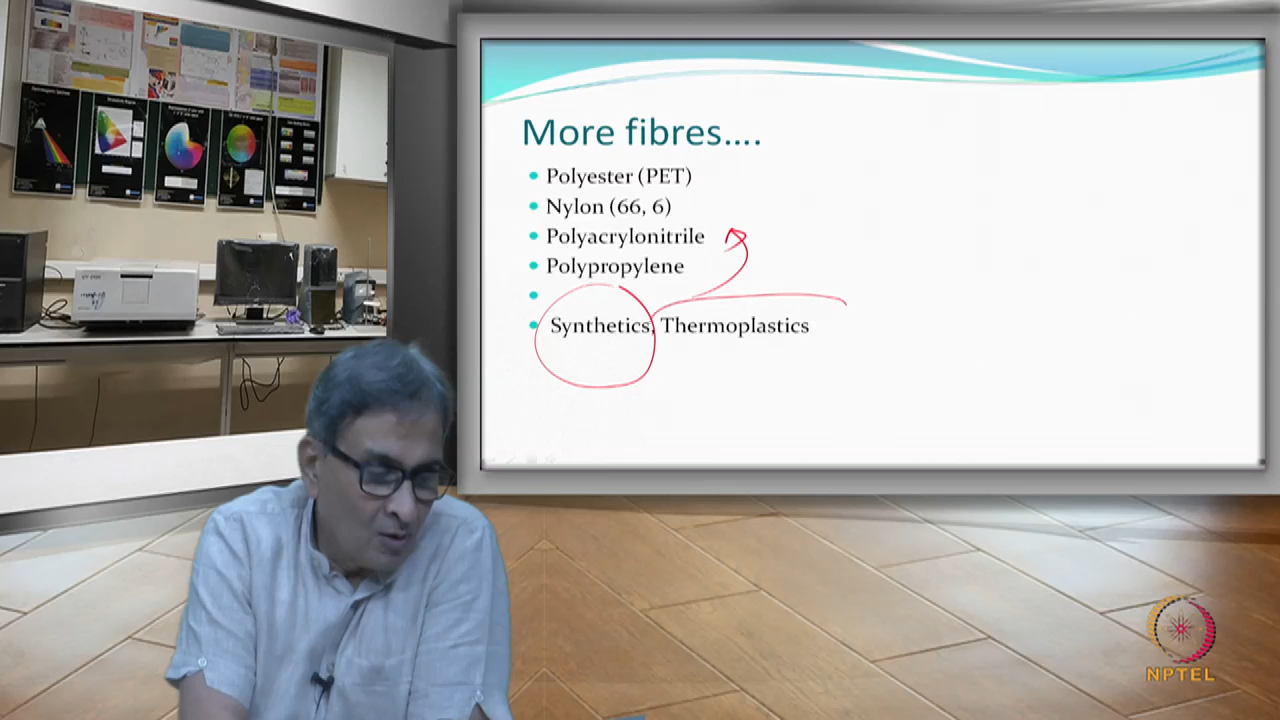 More fibres....
Polyester (PET)
Nylon (66, 6)
Polyacrylonitrile
Polypropylene
Synthetics, Thermoplastics
NPTEL